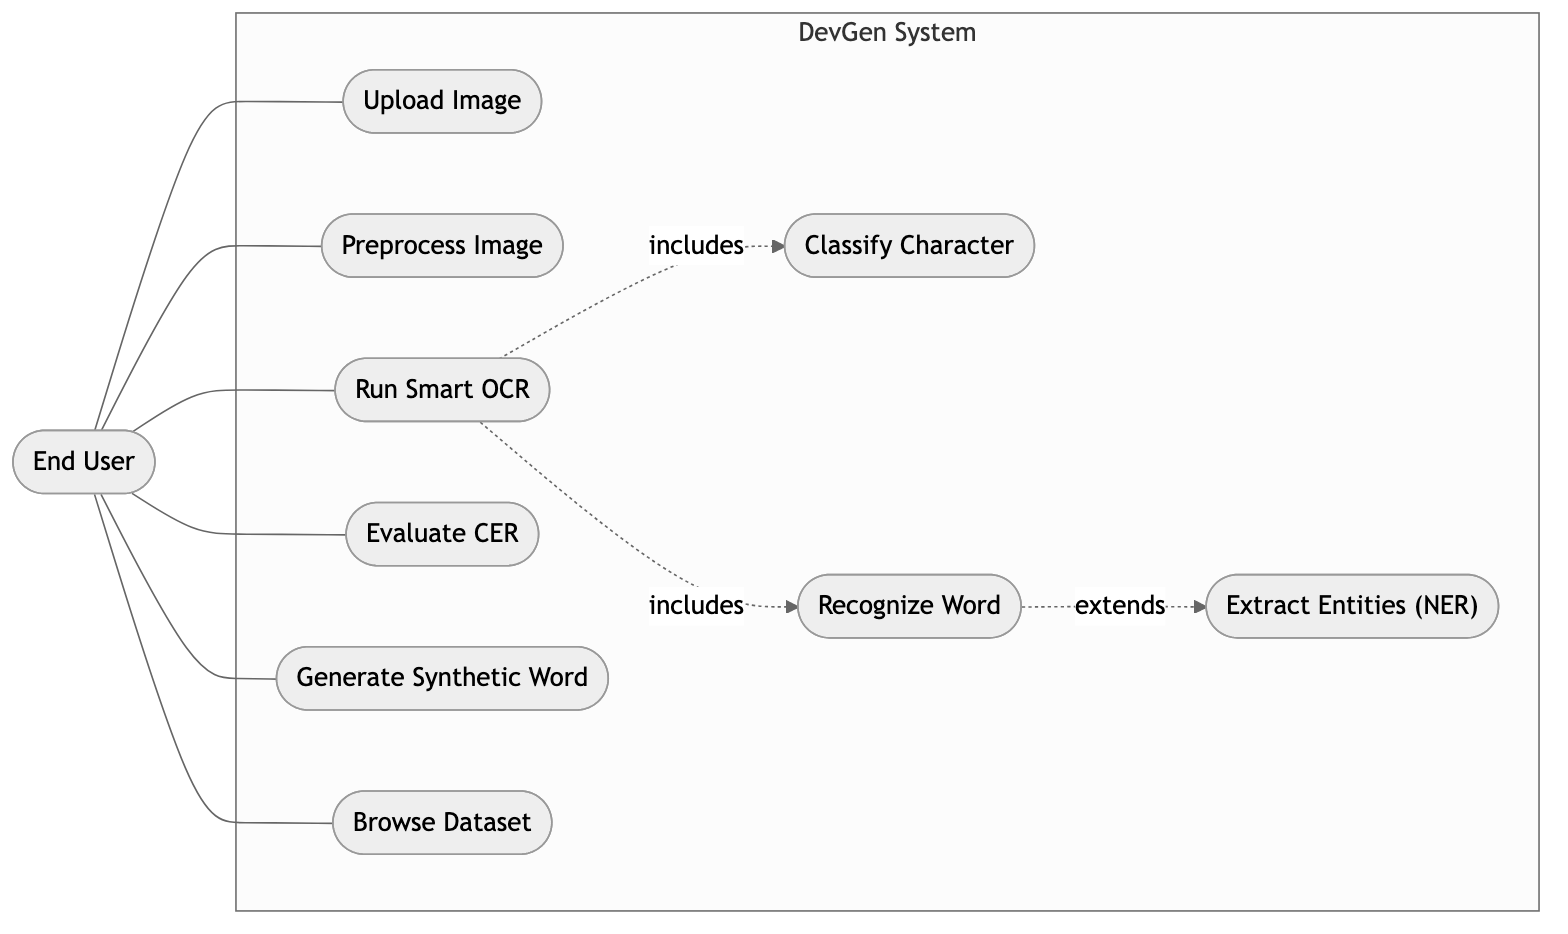 DevGen System
Upload Image
Preprocess Image
includes
Classify Character
Run Smart OCR
End User
Evaluate CER
includes
Recognize Word
extends
Extract Entities (NER)
Generate Synthetic Word
Browse Dataset